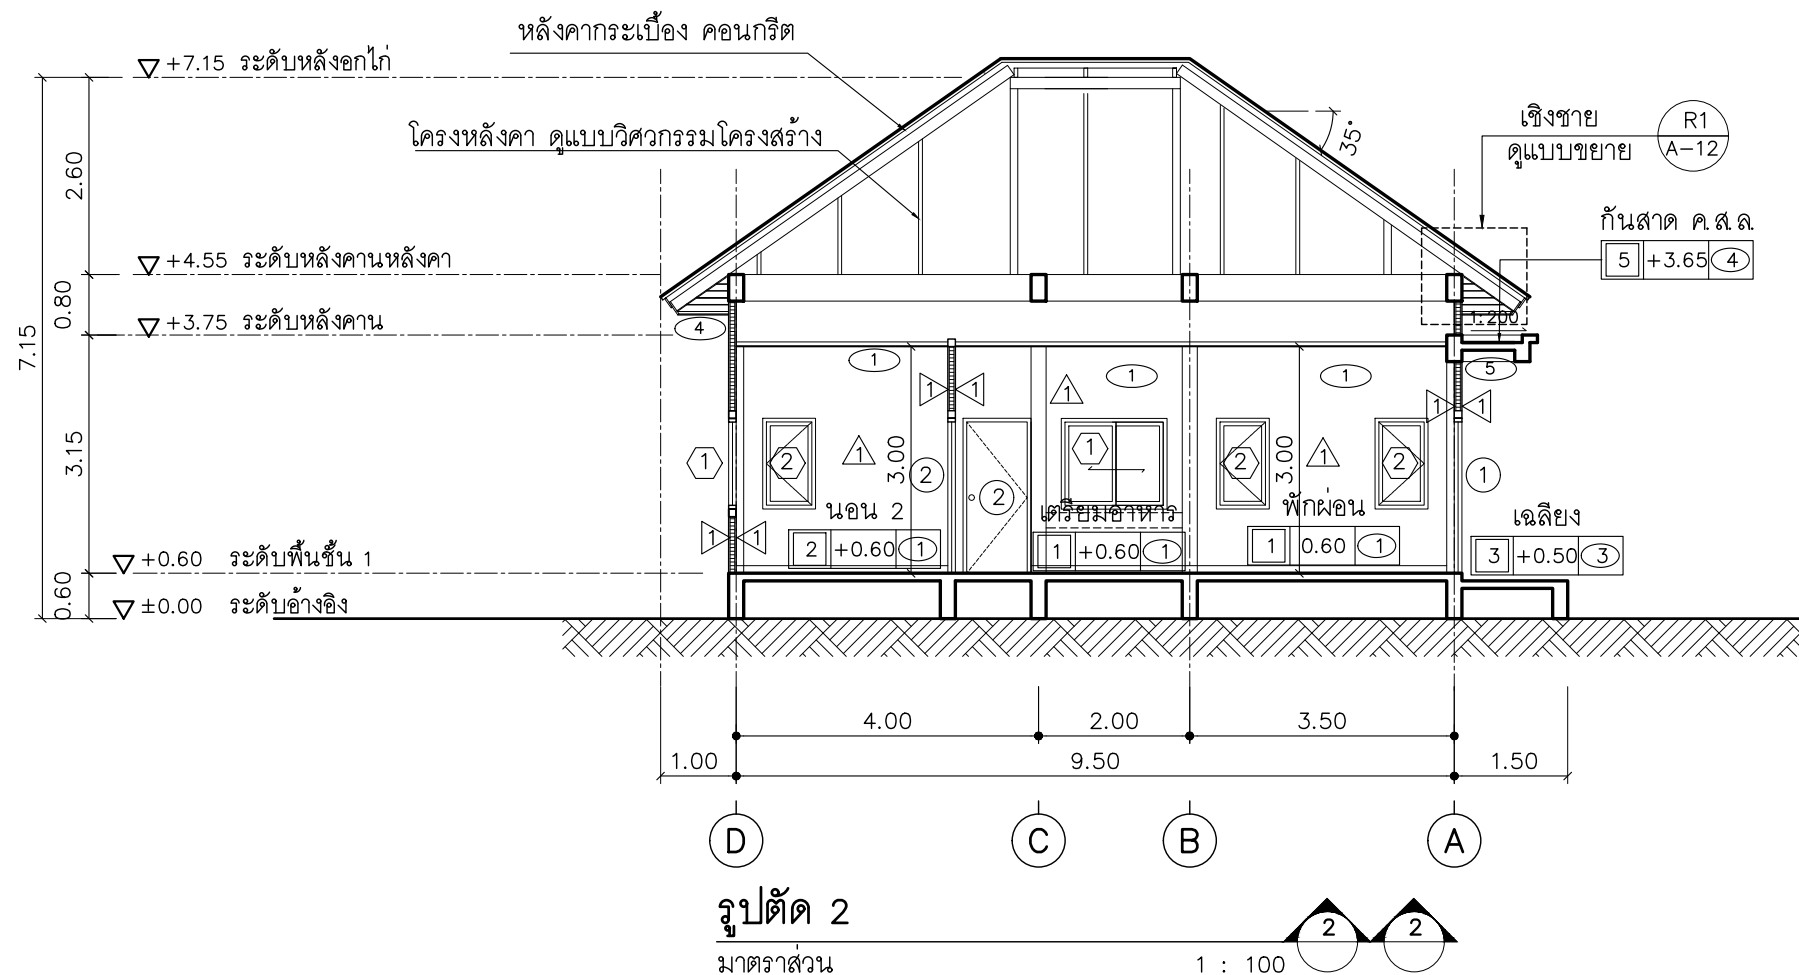 หลังคากระเบื้อง คอนกรีต
+7.15 ระดับหลังอกไก่
โครงหลังคา ดูแบบวิศวกรรมโครงสร้าง
35°
เชิงชาย
ดูแบบขยาย
R1
A-12
2.60
กันสาด ค.ส.ล.
5 +3.65 4
+4.55 ระดับหลังคานหลังคา
0.80
+3.75 ระดับหลังคาน
7.15
4
1:200
5
1
1
1
1 1
1
1 1
3.15
1
2
1
3.00
2
2
1
2
1
3.00
2
1
นอน 2
เตรียมอาหาร
พักผ่อน
เฉลียง
1 1
2 +0.60 1
1 +0.60 1
1 0.60 1
3 +0.50 3
+0.60 ระดับพื้นชั้น 1
0.60
±0.00 ระดับอ้างอิง
4.00 2.00 3.50
1.00 9.50 1.50
D C B A
รูปตัด 2
2 2
มาตราส่วน 1 : 100